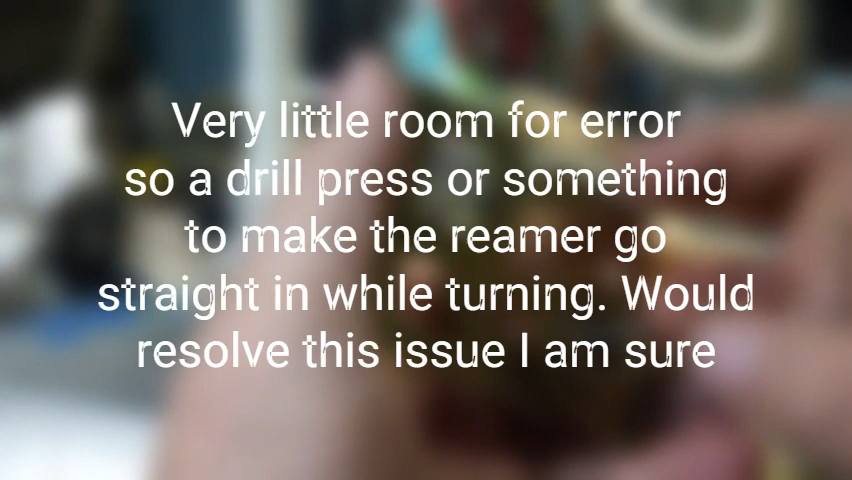 Very little room for error
so a drill press or something
to make the reamer go
straight in while turning. Would
resolve this issue I am sure